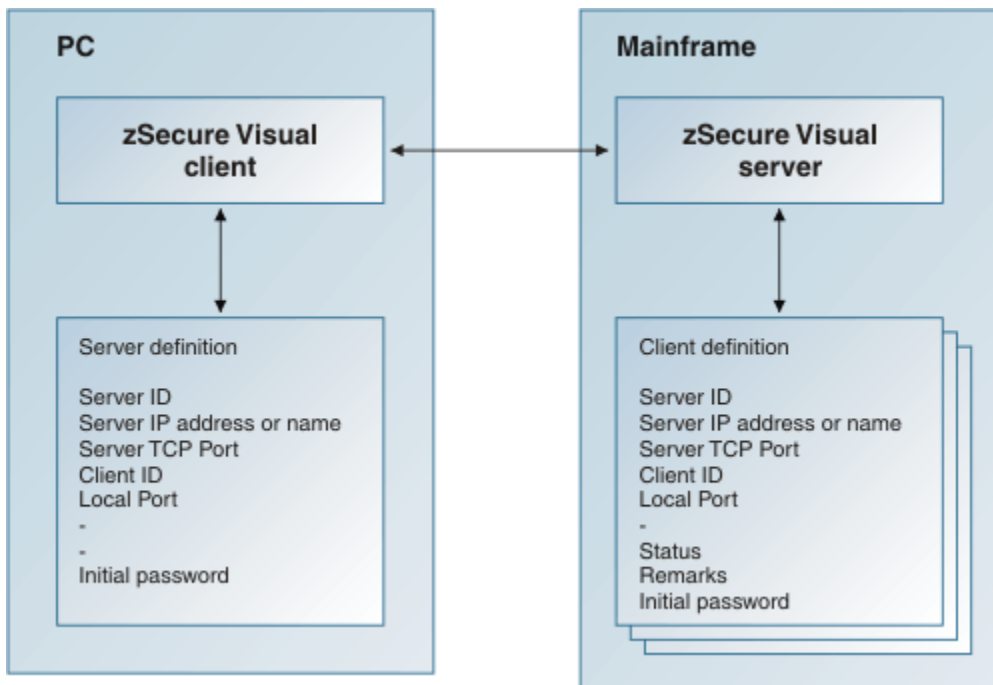 PC
zSecure Visual
client
Server definition
Server ID
Server IP address or name
Server TCP Port
Client ID
Local Port
-
-
Initial password
Mainframe
zSecure Visual
server
Client definition
Server ID
Server IP address or name
Server TCP Port
Client ID
Local Port
-
Status
Remarks
Initial password